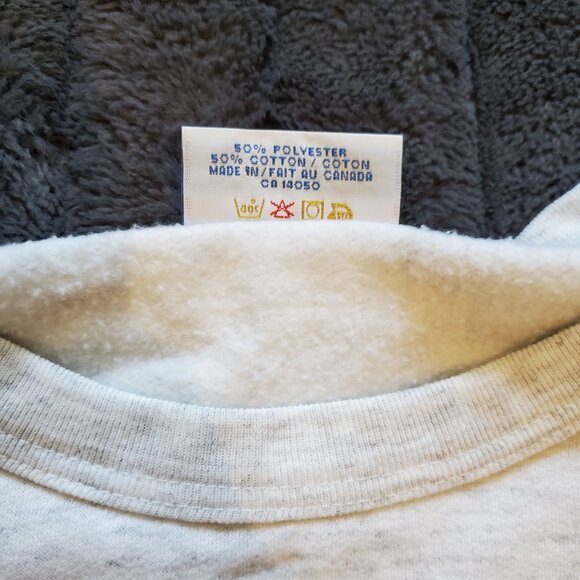 50% POLYESTER
50% COTTON / COTON
MADE IN/FAIT AU CANADA
CA 14050